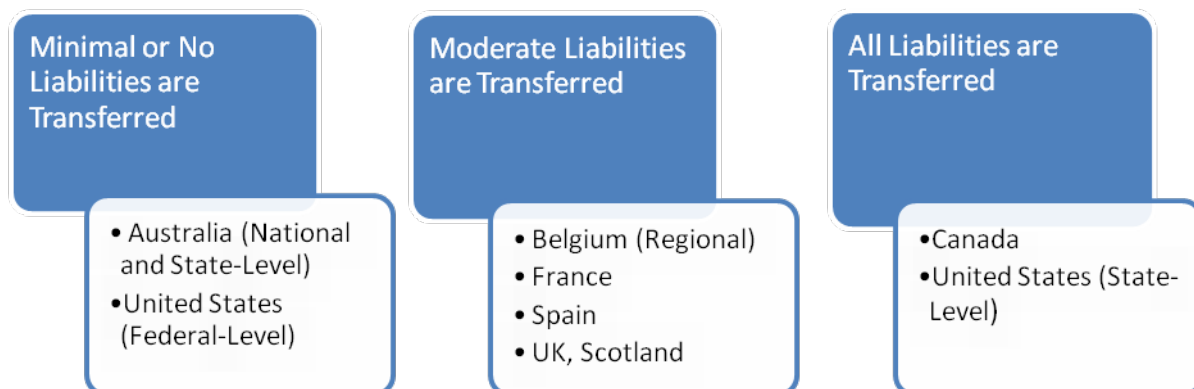 Minimal or No
Liabilities are
Transferred
• Australia (National
and State-Level)
•United States
(Federal-Level)
Moderate Liabilities
are Transferred
• Belgium (Regional)
• France
• Spain
• UK, Scotland
All Liabilities are
Transferred
•Canada
•United States (State-
Level)